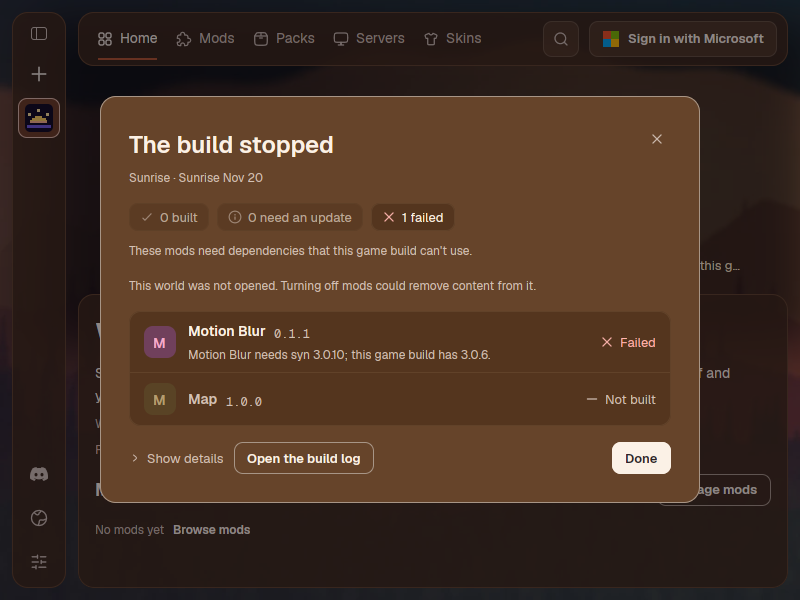 Home
Mods
Packs
Servers
Skins
Sign in with Microsoft
The build stopped
Sunrise · Sunrise Nov 20
0 built
0 need an update
1 failed
These mods need dependencies that this game build can't use.
this g…
This world was not opened. Turning off mods could remove content from it.
M
Motion Blur 0.1.1
Motion Blur needs syn 3.0.10; this game build has 3.0.6.
Failed
and
M
Map 1.0.0
Not built
Show details
Open the build log
Done
age mods
No mods yet
Browse mods